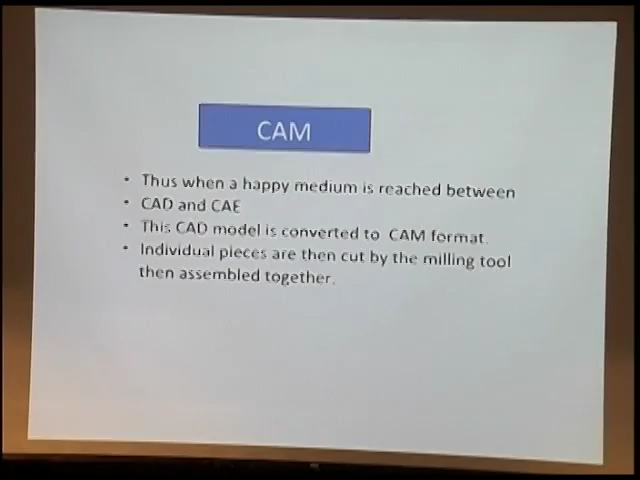 CAM
• Thus when a happy medium is reached between
• CAD and CAE
• This CAD model is converted to CAM format.
• Individual pieces are then cut by the milling tool
then assembled together.